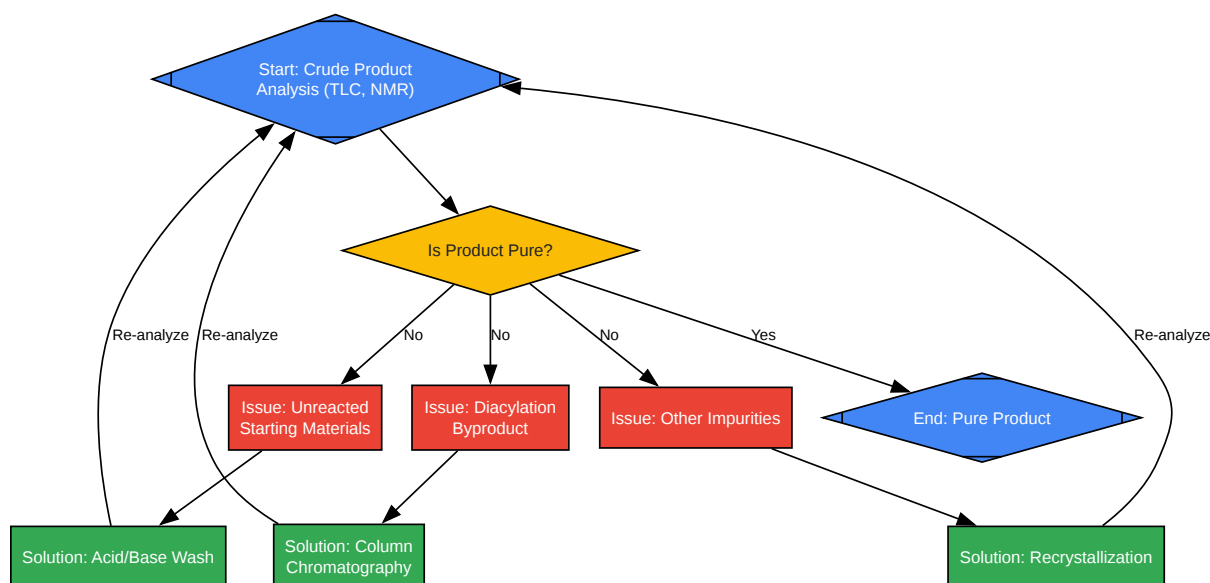 Start: Crude Product
Analysis (TLC, NMR)
Is Product Pure?
Re-analyze
Re-analyze
No
No
No
Yes
Re-analyze
Issue: Unreacted
Starting Materials
Issue: Diacylation
Byproduct
Issue: Other Impurities
End: Pure Product
Solution: Acid/Base Wash
Solution: Column
Chromatography
Solution: Recrystallization